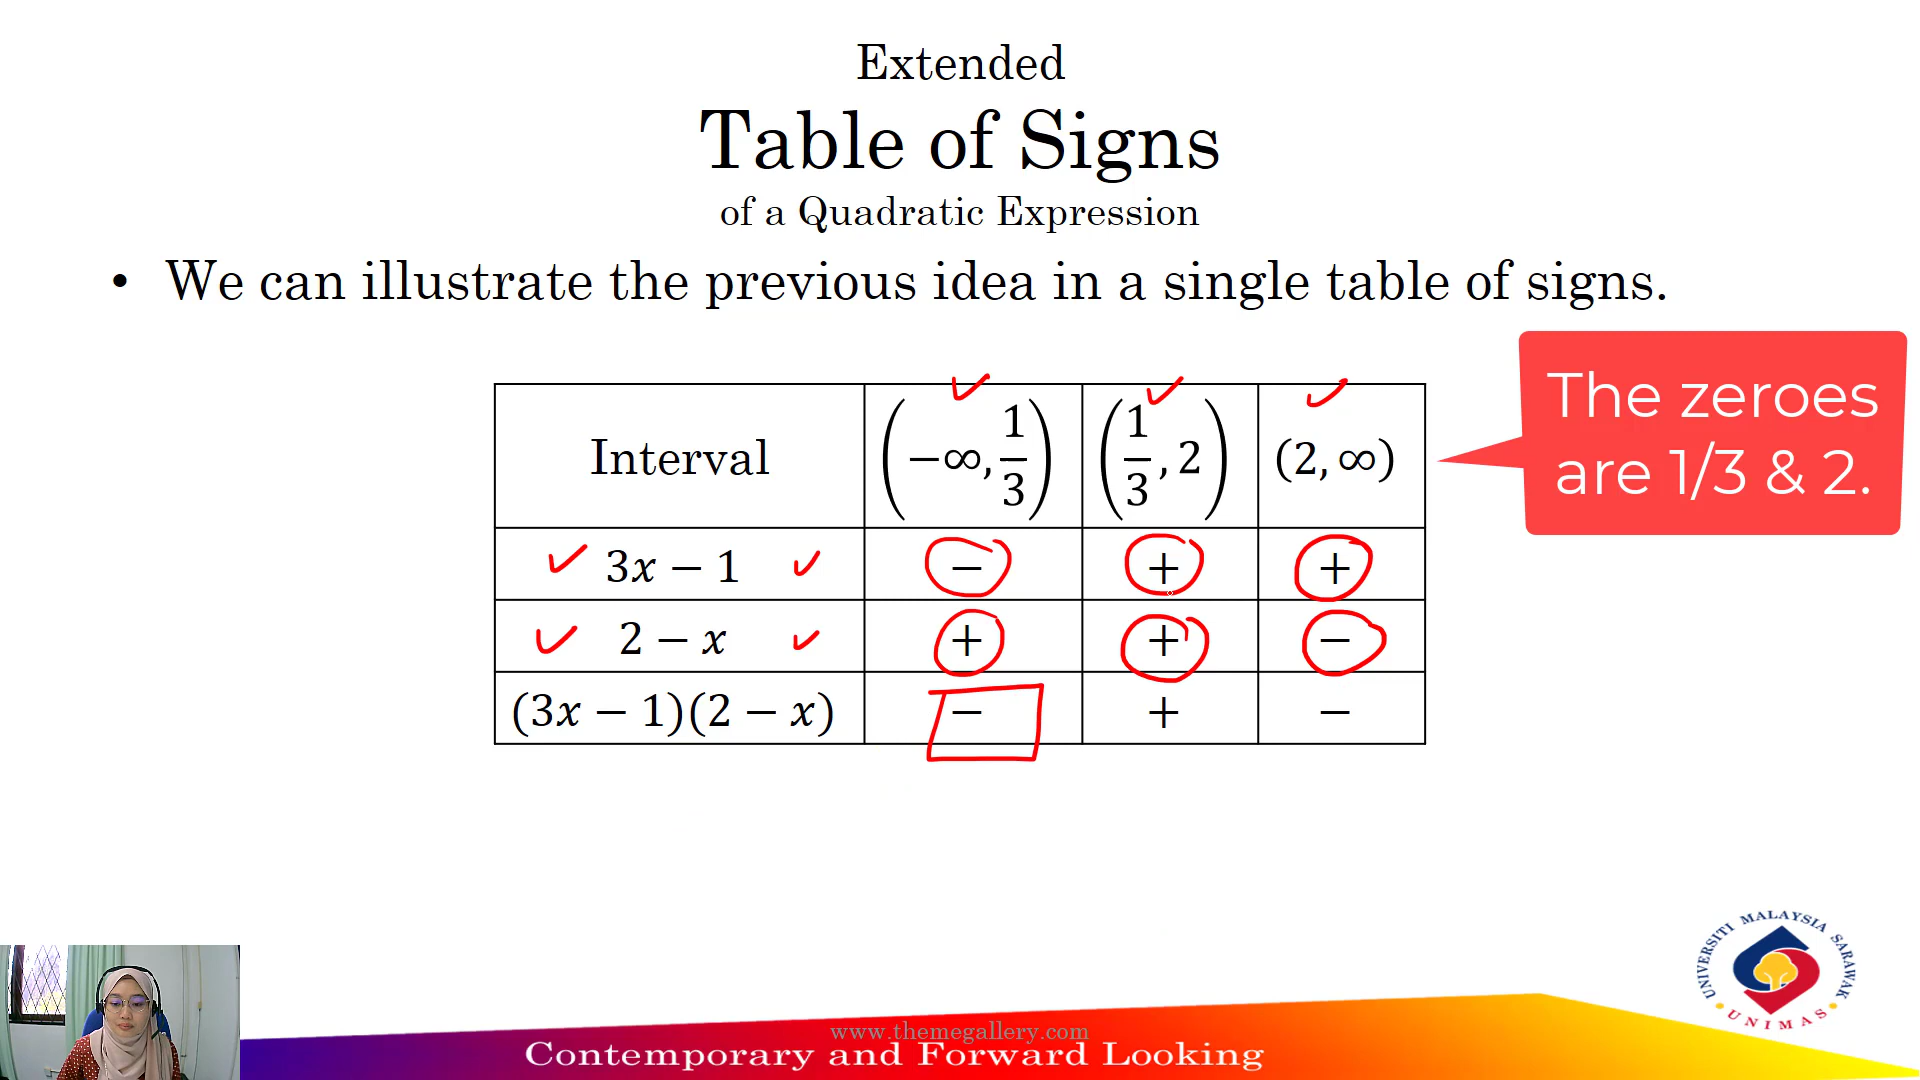 Extended
Table of Signs
of a Quadratic Expression
• We can illustrate the previous idea in a single table of signs.
The zeroes
are 1/3 & 2.
Interval (−∞, 1/3) (1/3, 2) (2, ∞)
3x − 1 − + +
2 − x + + −
(3x − 1)(2 − x) − + −
UNIVERSITI MALAYSIA SARAWAK
UNIMAS
www.themegallery.com
Contemporary and Forward Looking